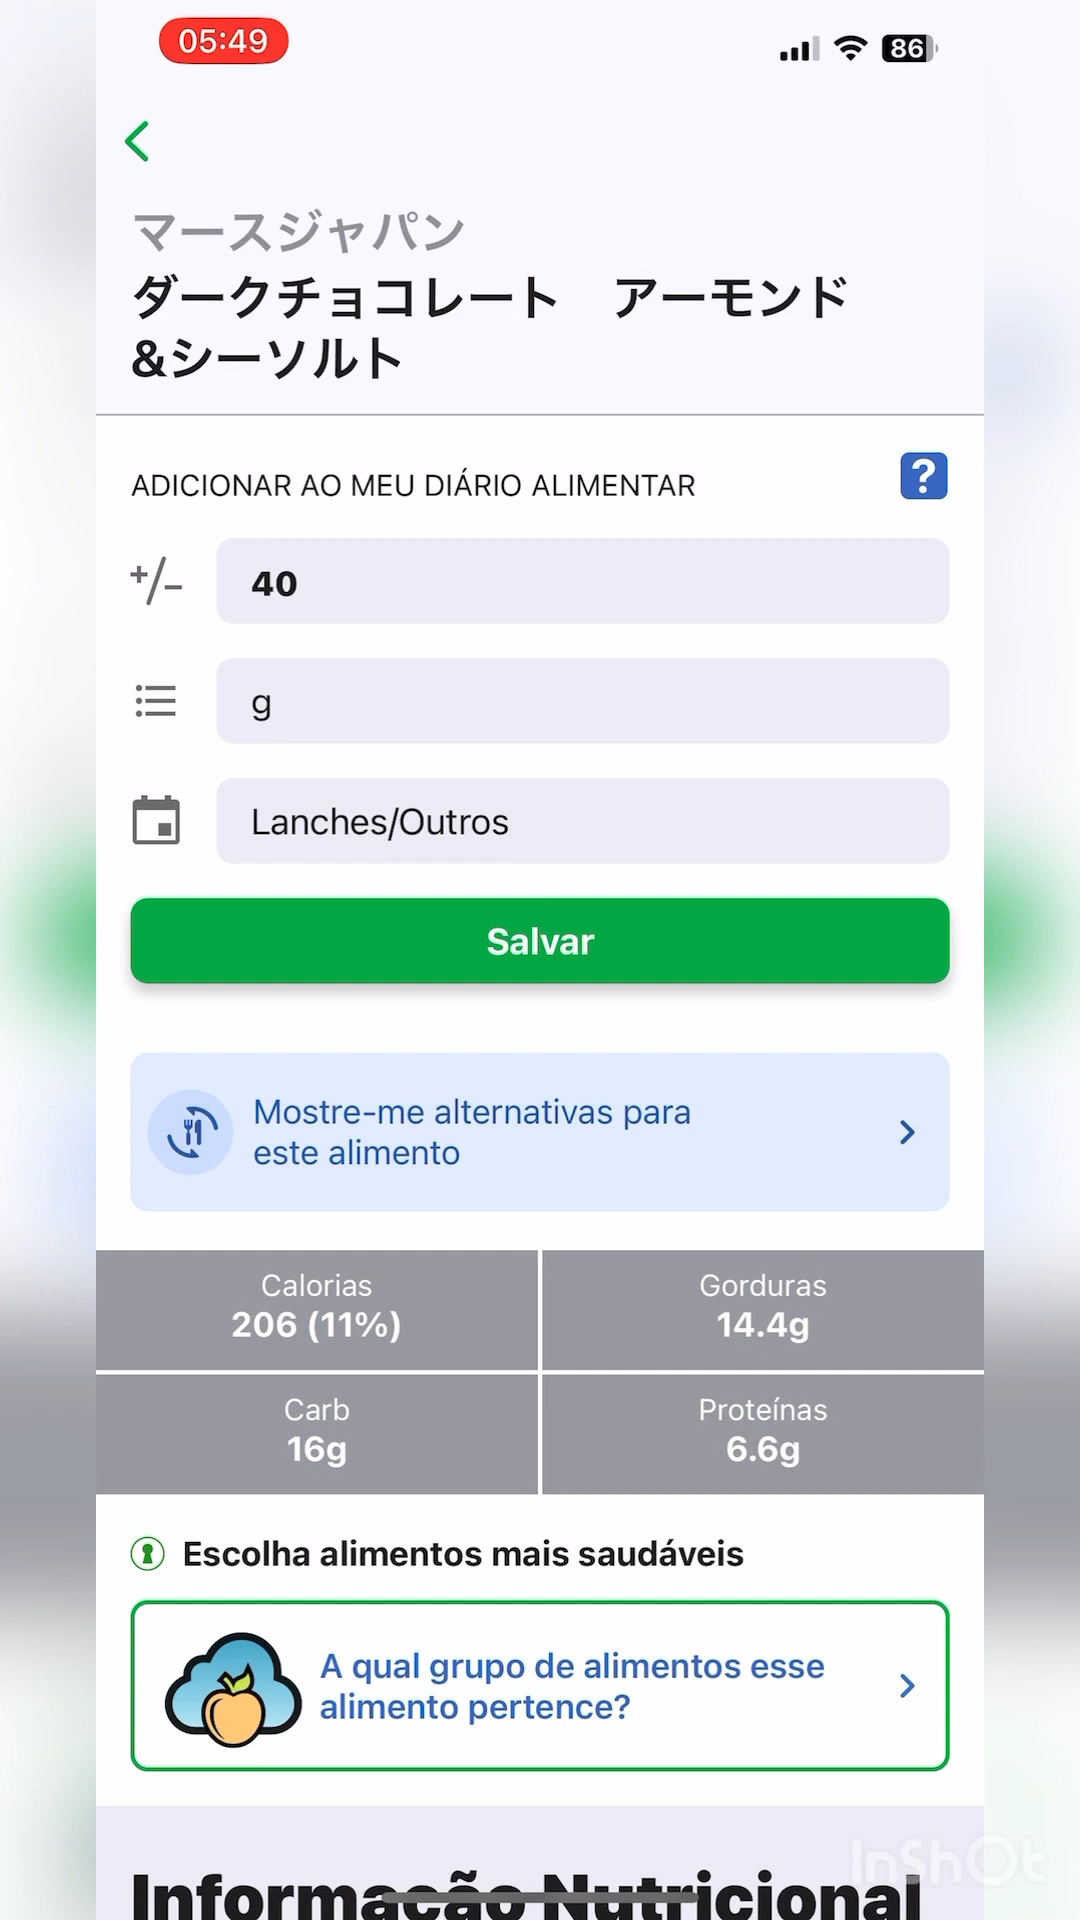 05:49
86
マースジャパン
ダークチョコレート　アーモンド
&シーソルト
ADICIONAR AO MEU DIÁRIO ALIMENTAR
?
+/-
40
g
Lanches/Outros
Salvar
Mostre-me alternativas para
este alimento
Calorias
206 (11%)
Gorduras
14.4g
Carb
16g
Proteínas
6.6g
Escolha alimentos mais saudáveis
A qual grupo de alimentos esse
alimento pertence?
Informação Nutricional
InShOt